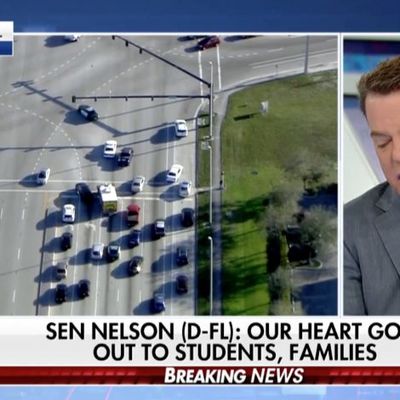 SEN NELSON (D-FL): OUR HEART GO
OUT TO STUDENTS, FAMILIES
BREAKING NEWS